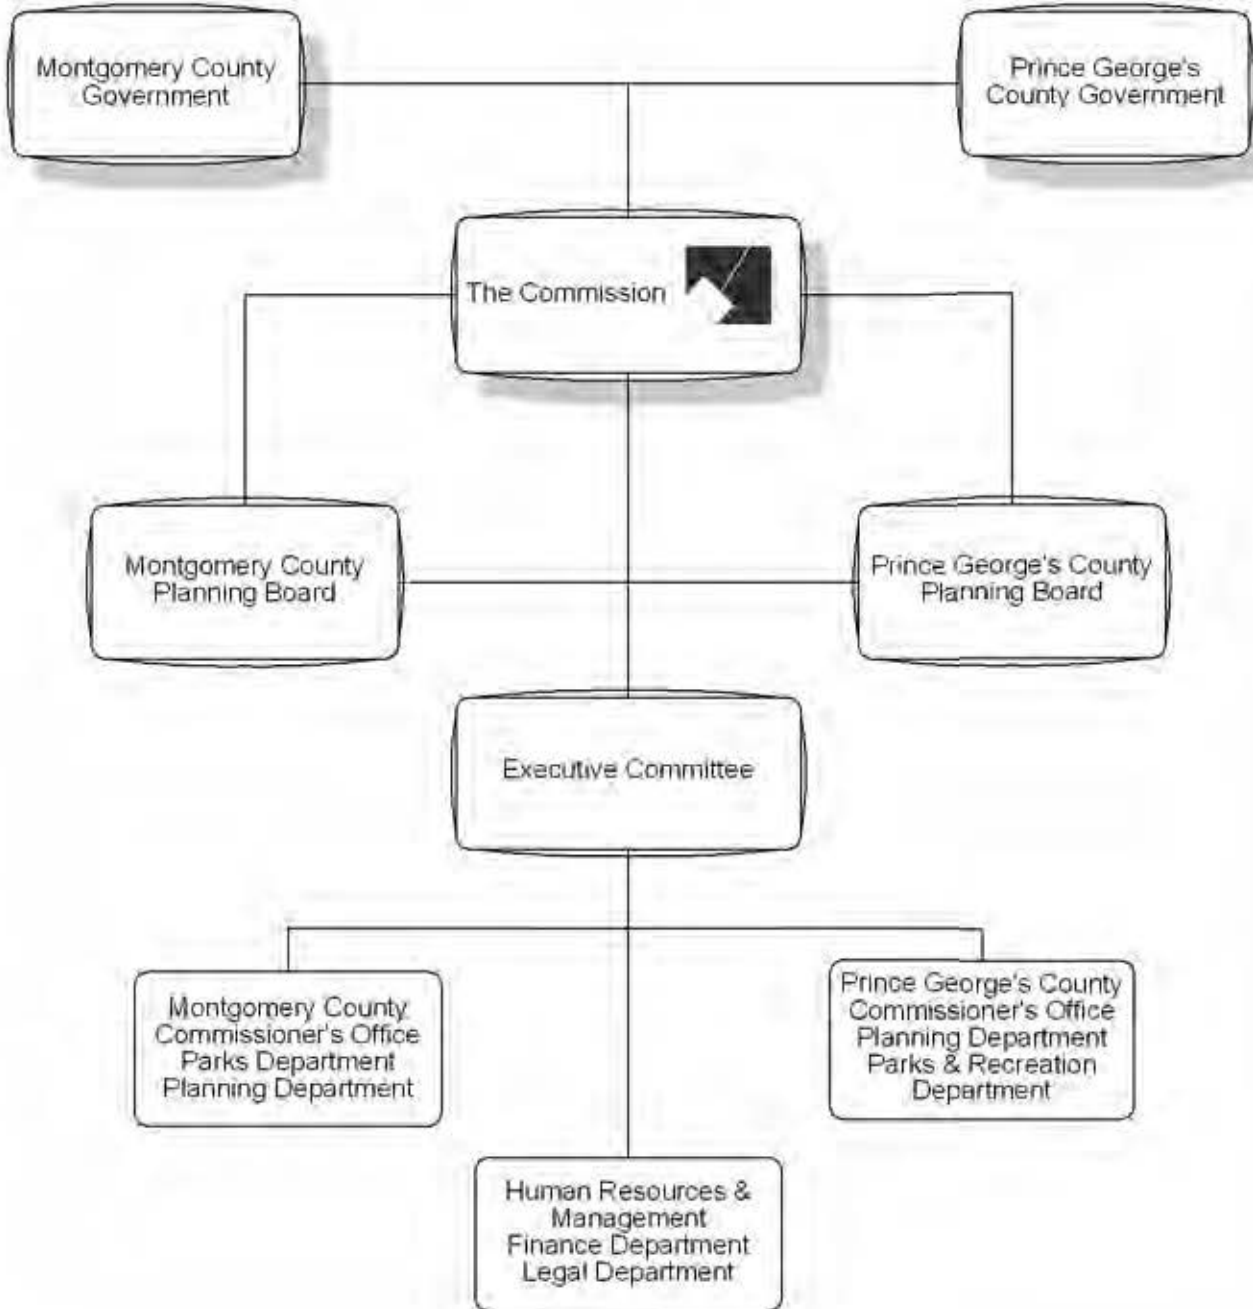 Montgomery County
Government
Prince George's
County Government
The Commission
Montgomery County
Planning Board
Prince George's County
Planning Board
Executive Committee
Montgomery County
Commissioner's Office
Parks Department
Planning Department
Prince George's County
Commissioner's Office
Planning Department
Parks & Recreation
Department
Human Resources &
Management
Finance Department
Legal Department